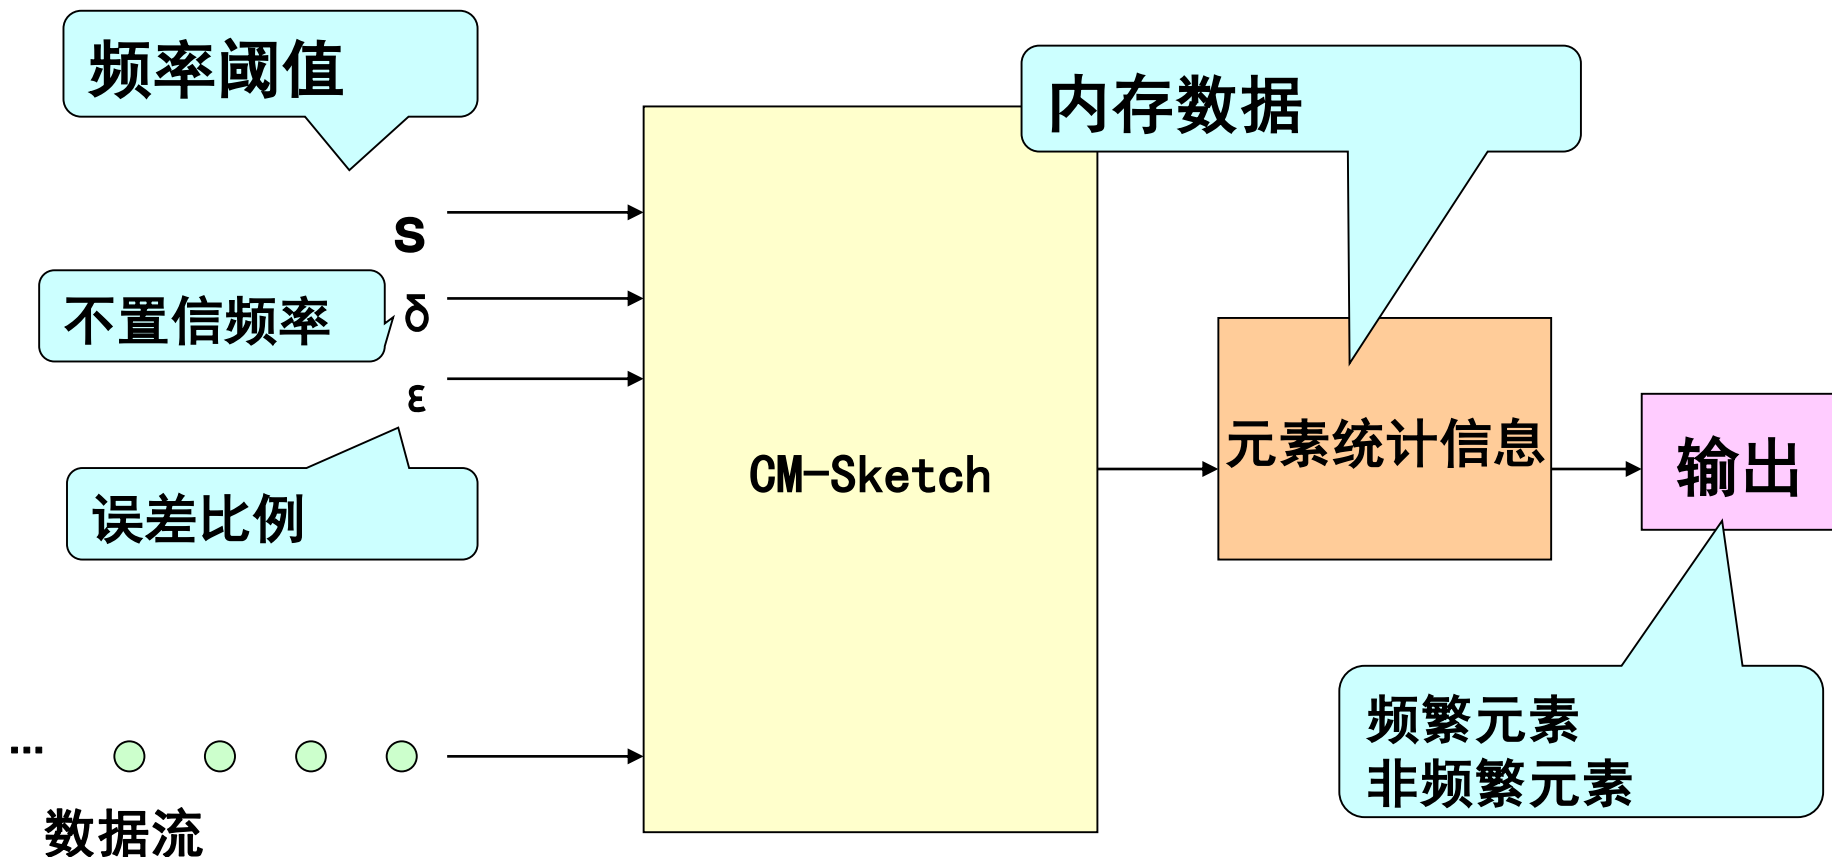 频率阈值
内存数据
S
不置信频率
δ
ε
误差比例
CM-Sketch
元素统计信息
输出
频繁元素
非频繁元素
…
数据流